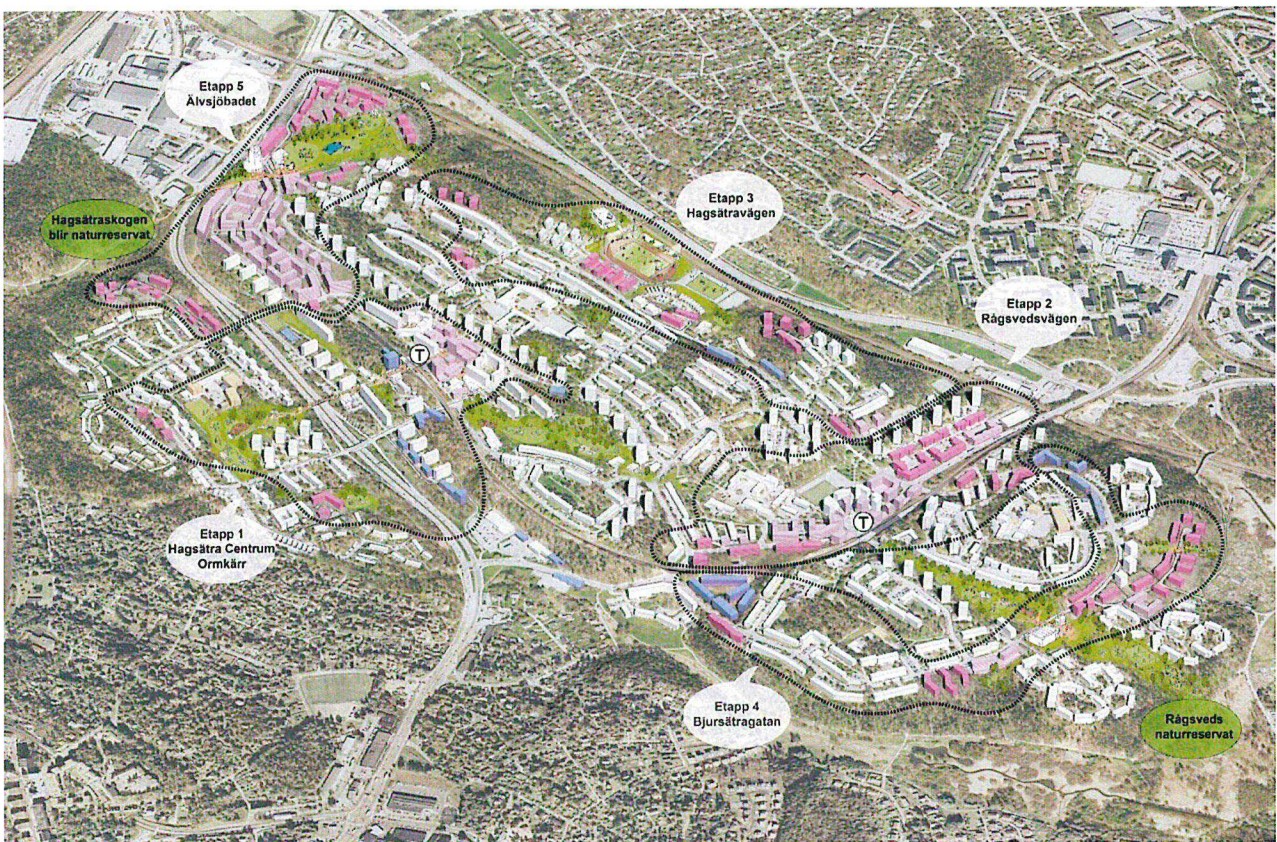 Etapp 5
Älvsjöbadet
Hagsätraskogen
blir naturreservat
Etapp 3
Hagsätravägen
Etapp 2
Rågsvedsvägen
T
T
Etapp 1
Hagsätra Centrum
Ormkärr
Etapp 4
Bjursätragatan
Rågsveds
naturreservat